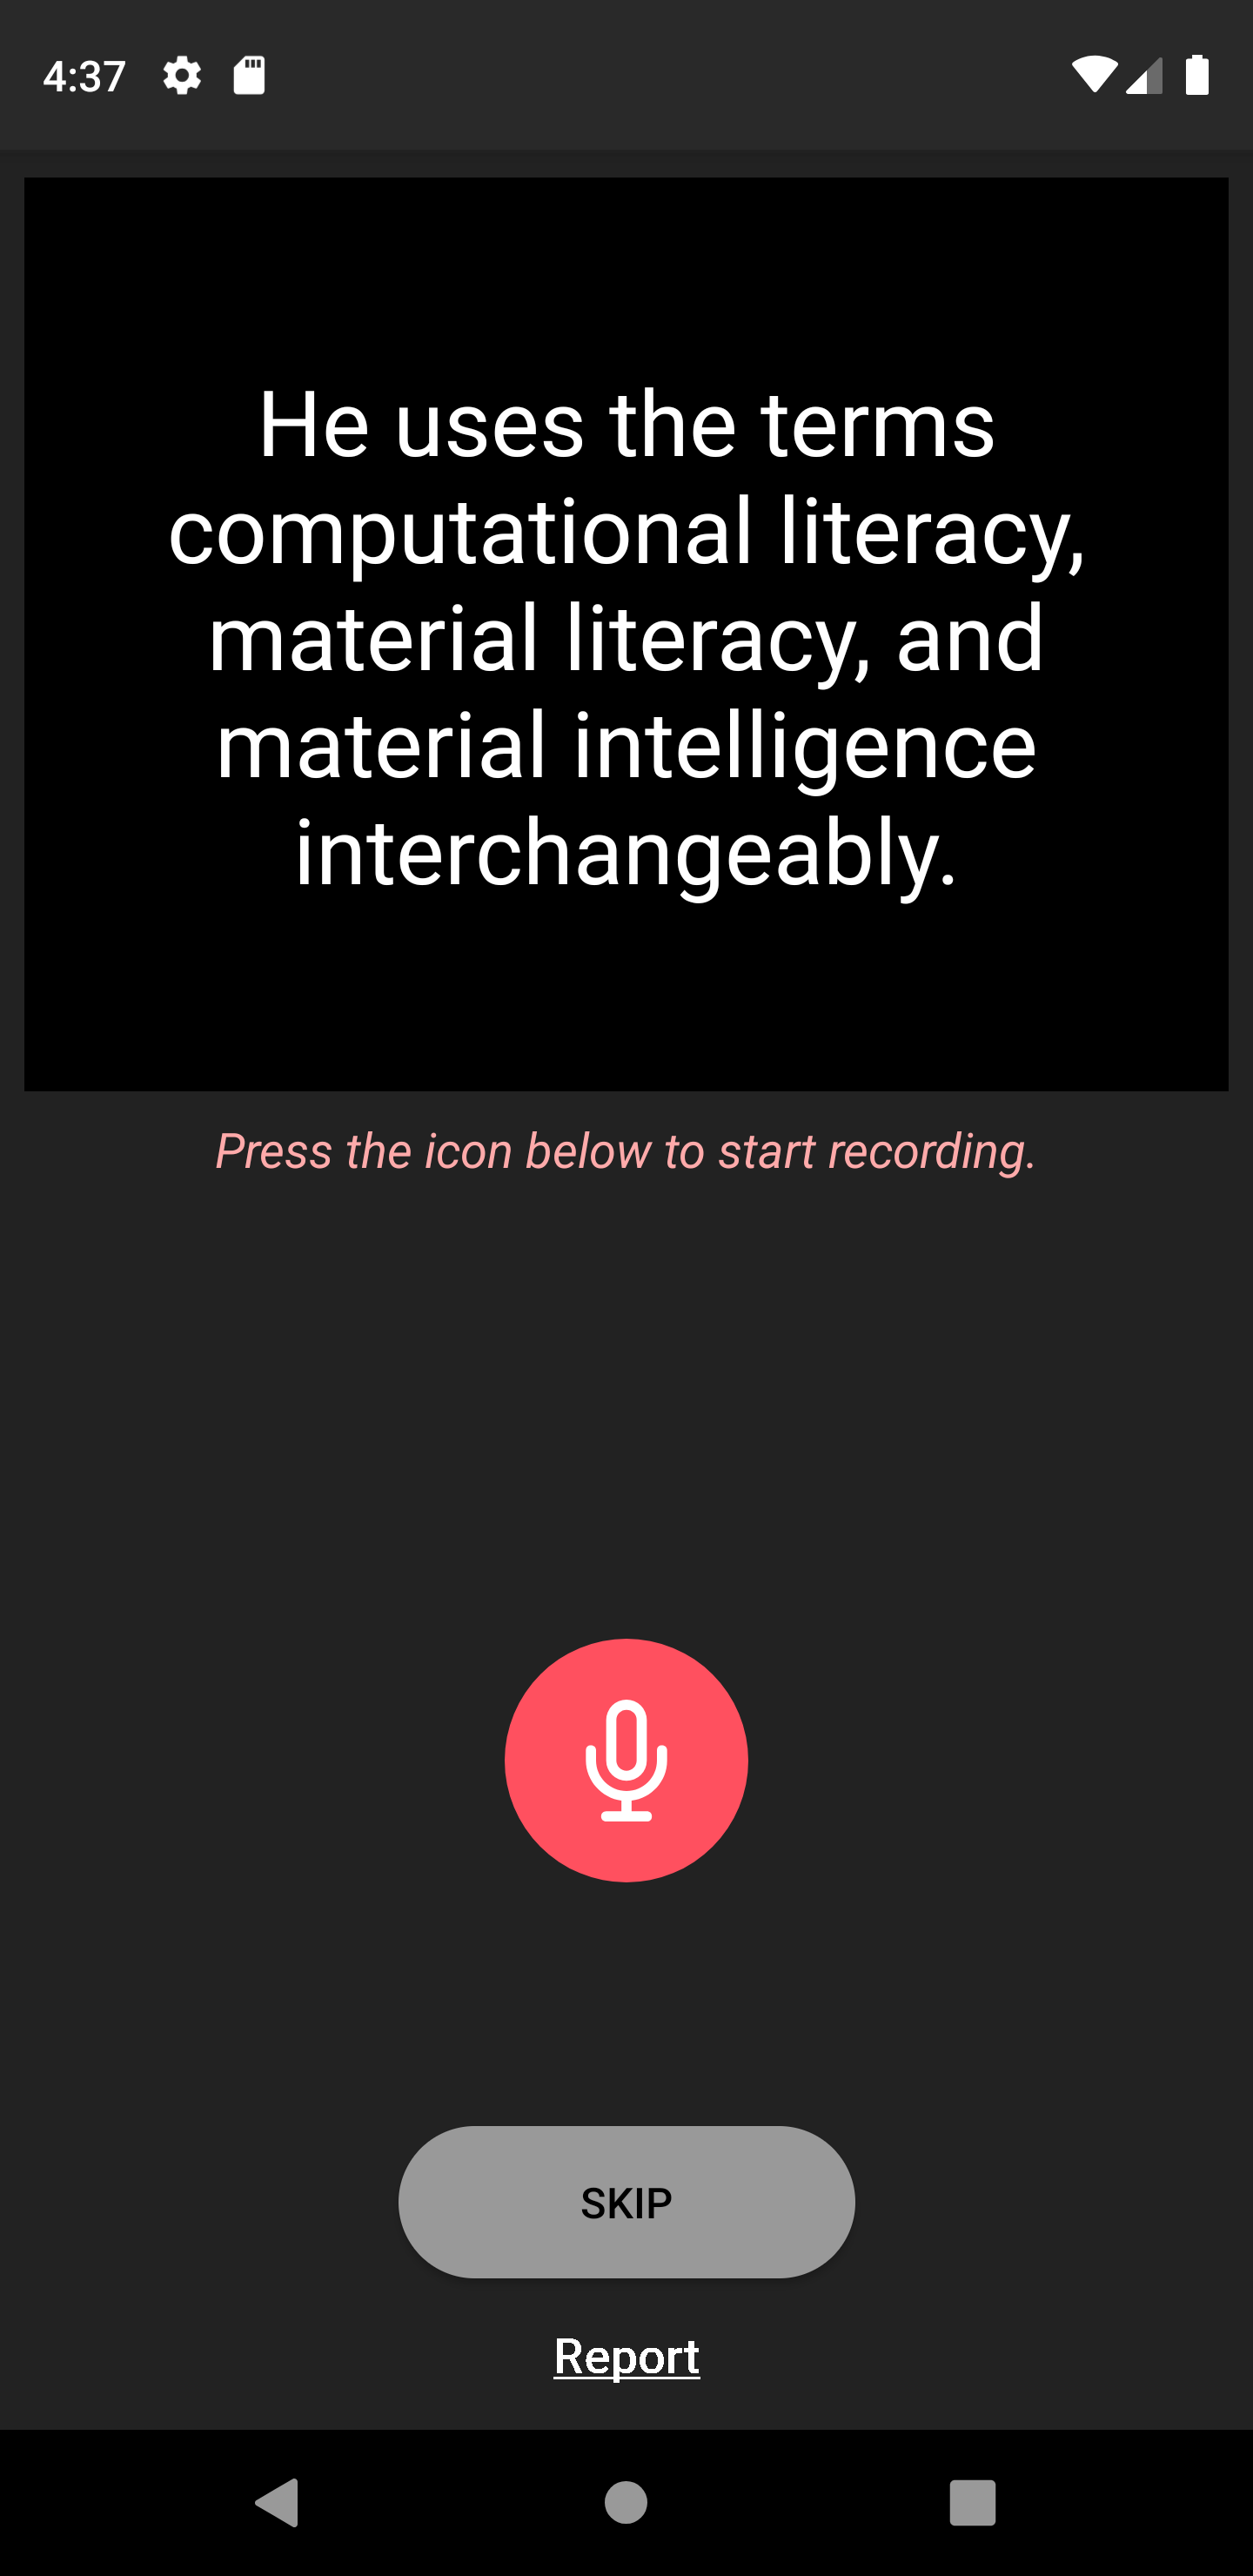 4:37
He uses the terms
computational literacy,
material literacy, and
material intelligence
interchangeably.
Press the icon below to start recording.
SKIP
Report